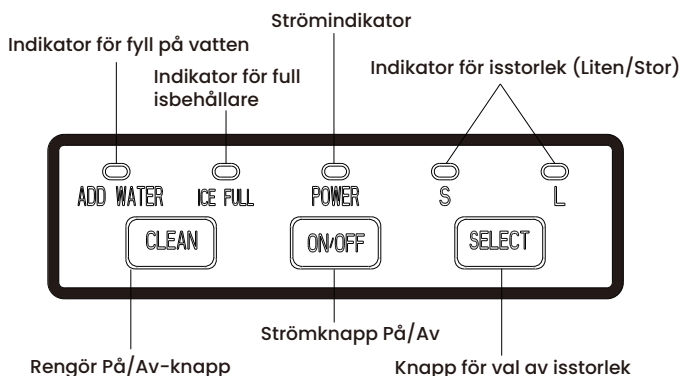 Strömindikator
Indikator för fyll på vatten
Indikator för full
isbehållare
Indikator för isstorlek (Liten/Stor)
ADD WATER
ICE FULL
POWER
S
L
CLEAN
ON/OFF
SELECT
Strömknapp På/Av
Rengör På/Av-knapp
Knapp för val av isstorlek